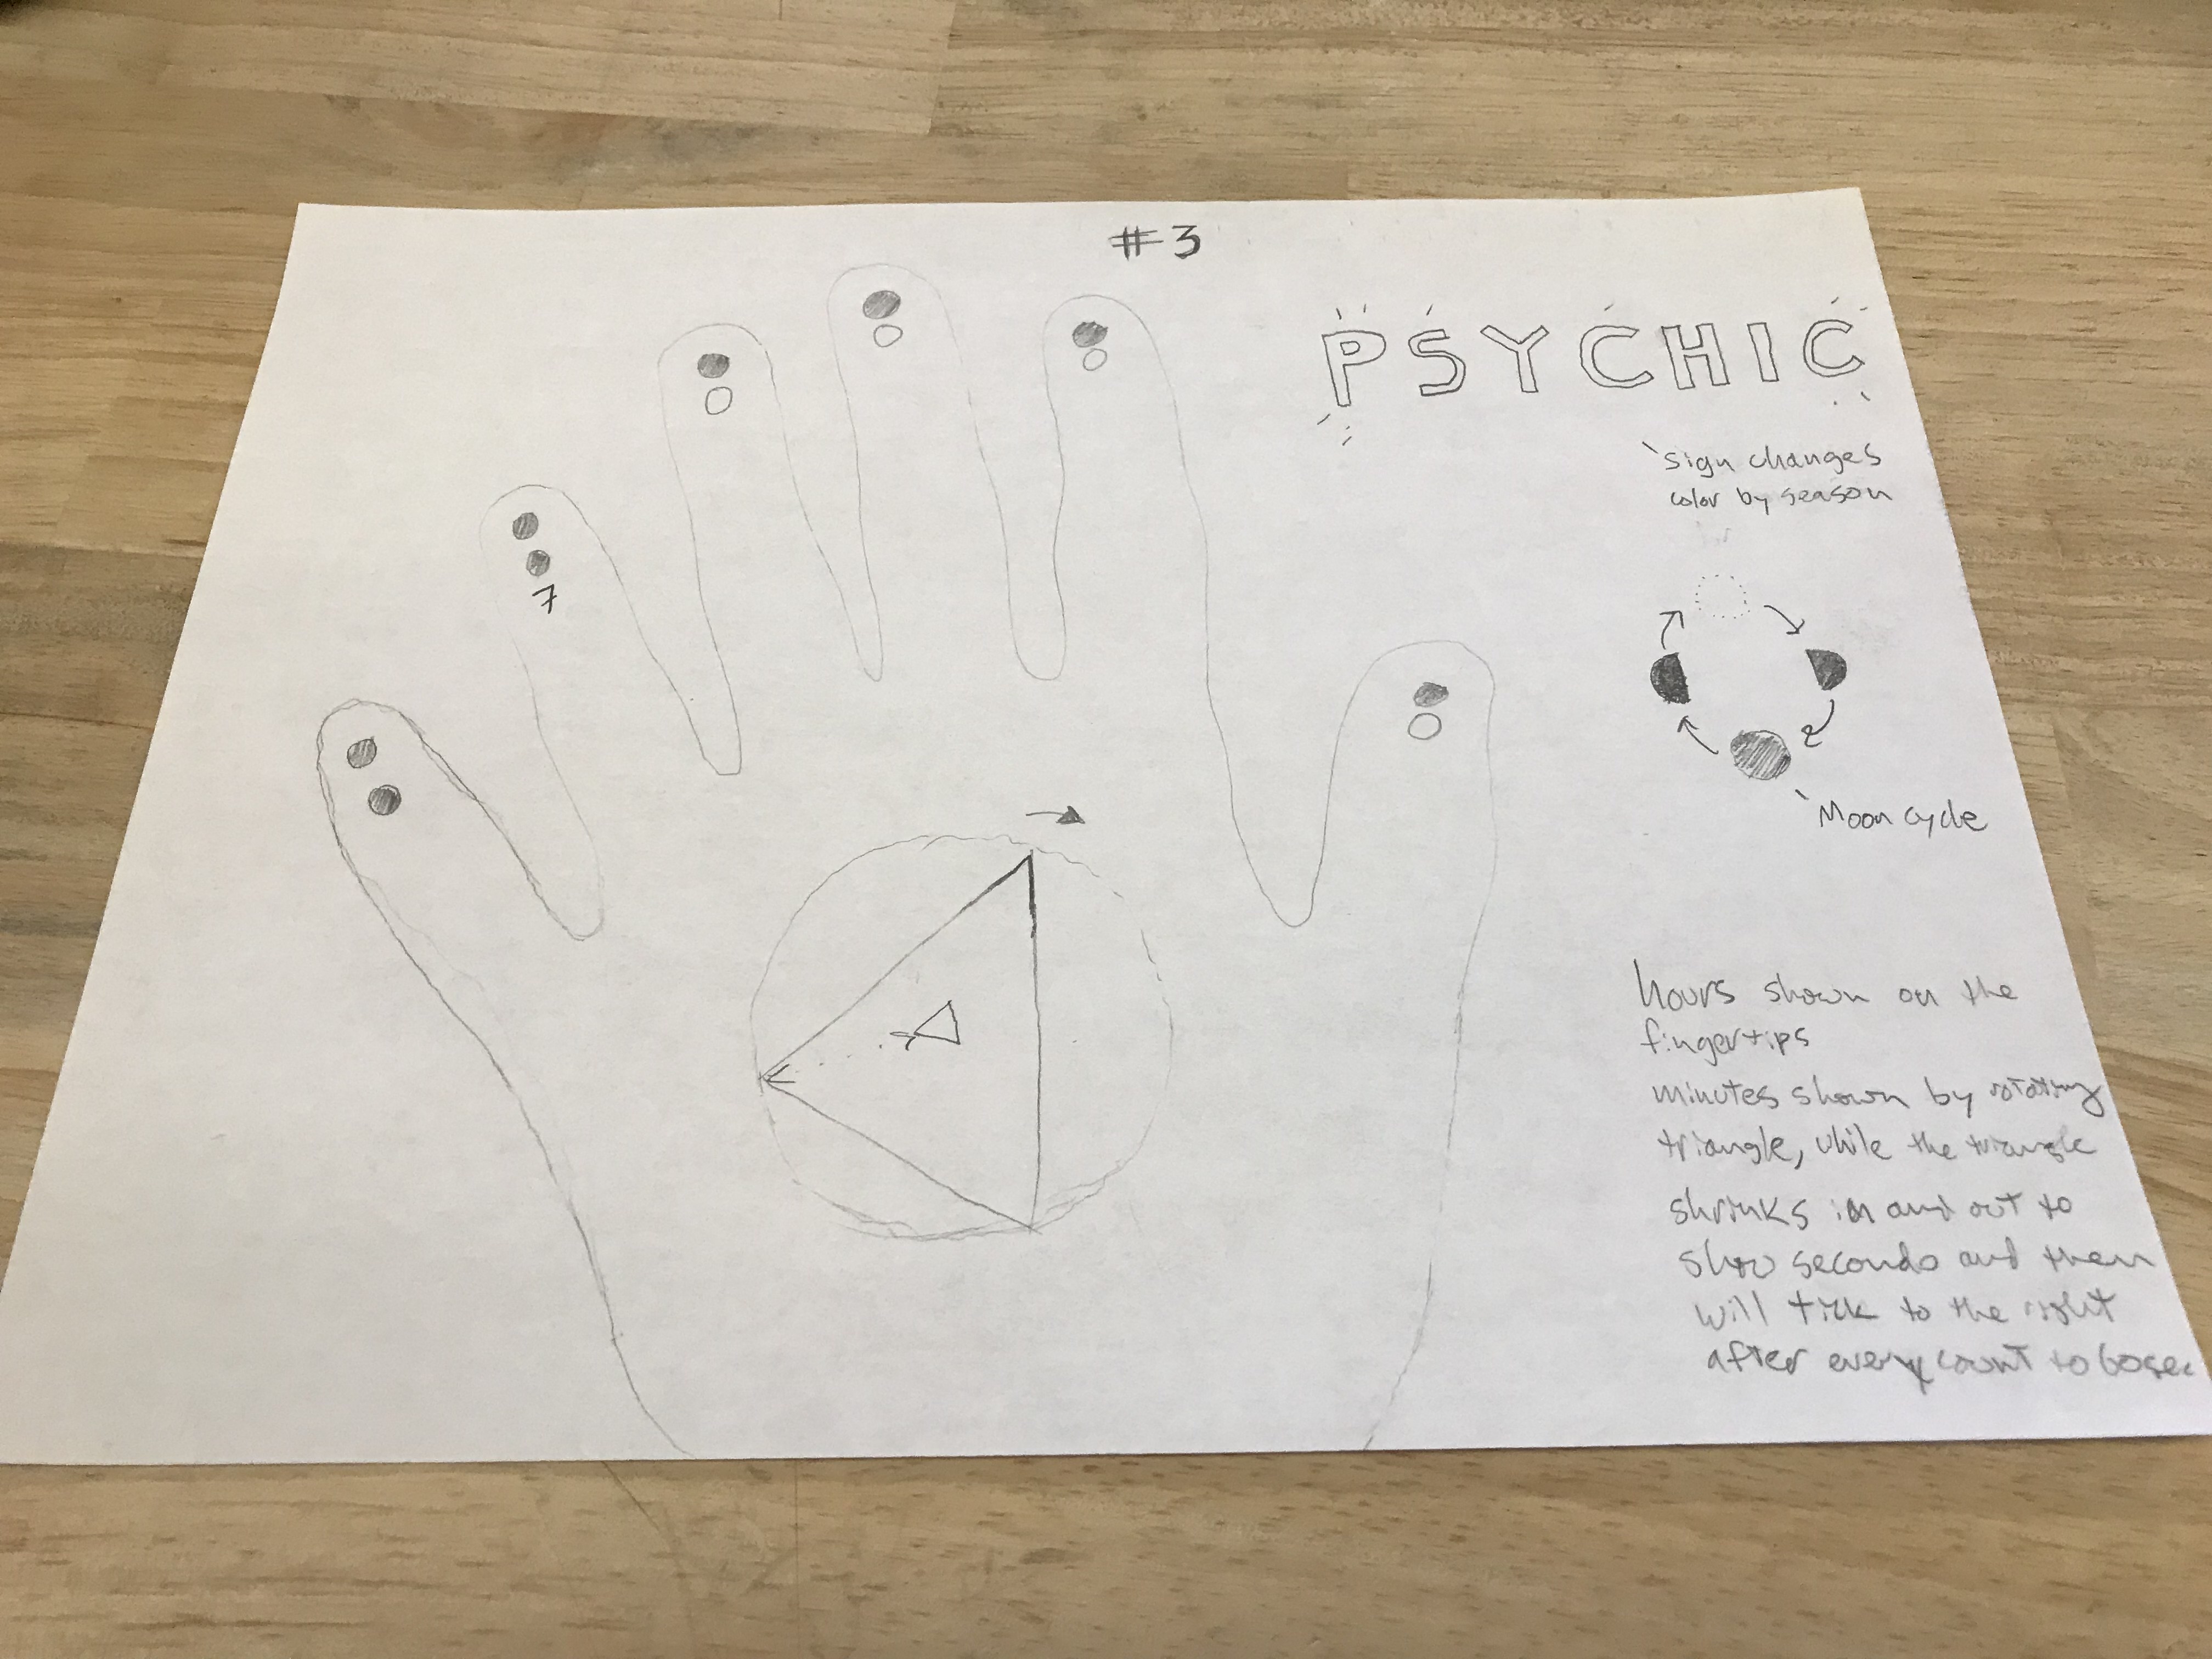 #3
PSYCHIC
sign changes
color by season
7
Moon cycle
hours shown on the
fingertips
minutes shown by rotating
triangle, while the triangle
shrinks in and out to
show seconds and then
will tick to the right
after every count to 60sec